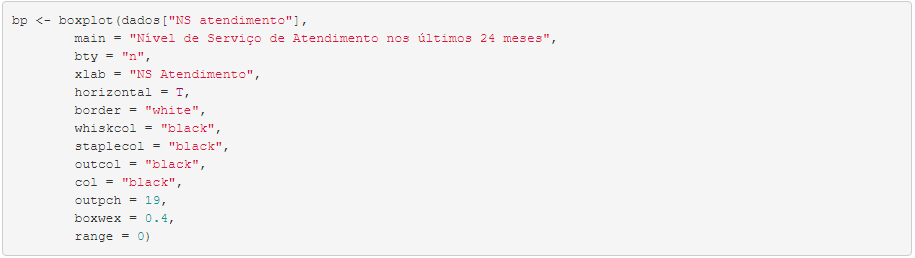 bp <- boxplot(dados["NS atendimento"],
        main = "Nível de Serviço de Atendimento nos últimos 24 meses",
        bty = "n",
        xlab = "NS Atendimento",
        horizontal = T,
        border = "white",
        whiskcol = "black",
        staplecol = "black",
        outcol = "black",
        col = "black",
        outpch = 19,
        boxwex = 0.4,
        range = 0)